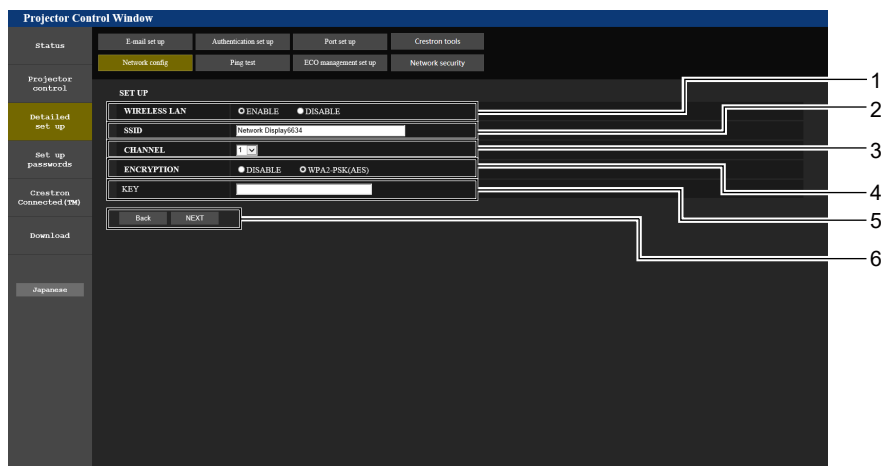 Projector Control Window
Status
Projector
control
Detailed
set up
Set up
passwords
Crestron
Connected(TM)
Download
Japanese
E-mail set up Authentication set up Port set up Crestron tools
Network config Ping test ECO management set up Network security
SET UP
WIRELESS LAN ENABLE DISABLE
SSID Network Display6634
CHANNEL 1
ENCRYPTION DISABLE WPA2-PSK(AES)
KEY
Back NEXT
1
2
3
4
5
6